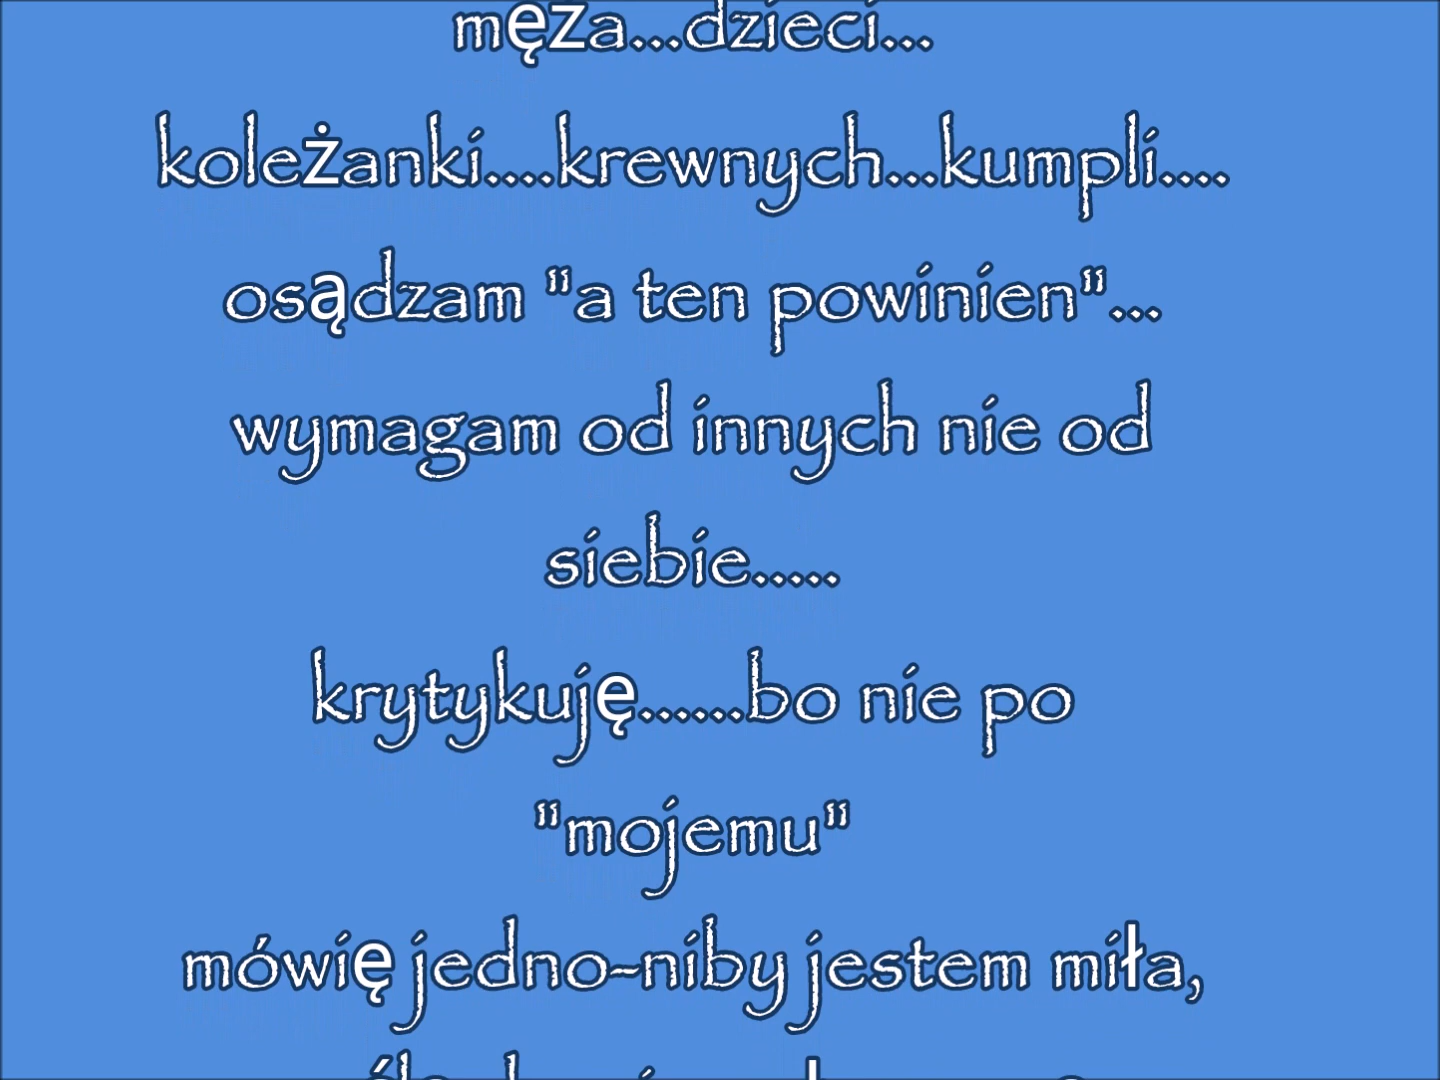 męża...dzieci...
koleżanki....krewnych...kumpli....
osądzam "a ten powinien"...
wymagam od innych nie od
siebie.....
krytykuję......bo nie po
"mojemu"
mówię jedno-niby jestem miła,